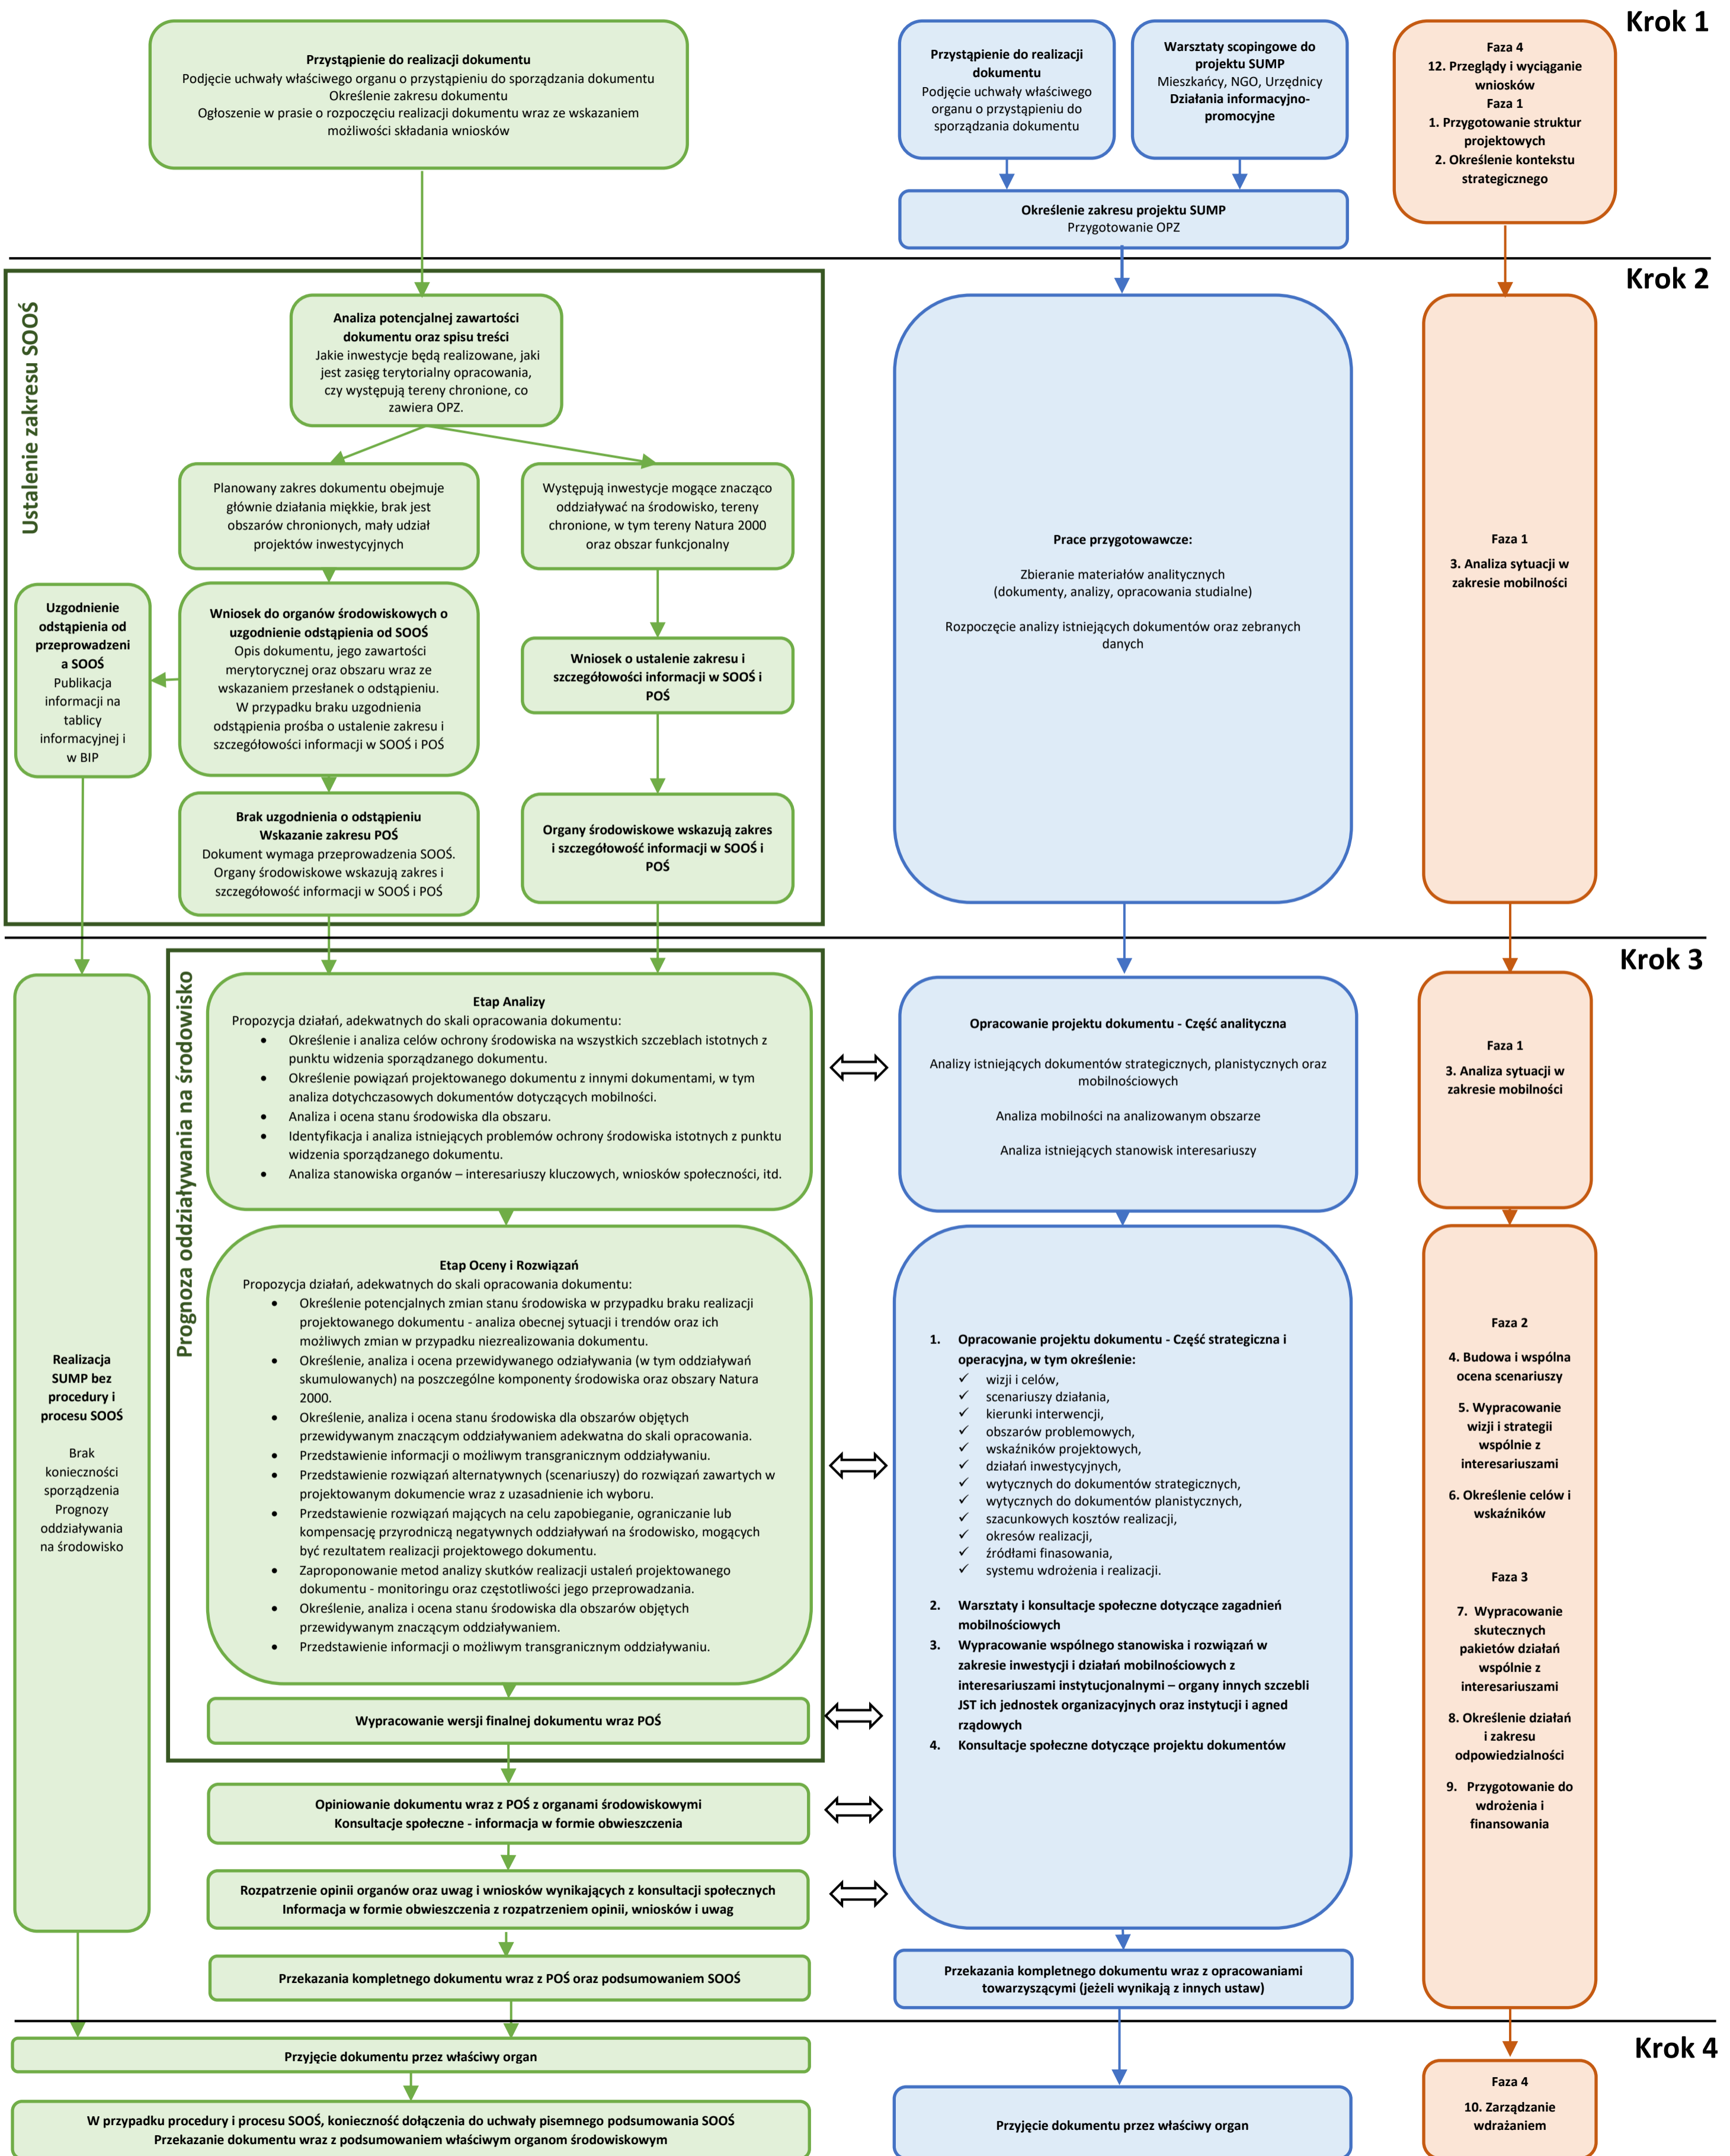 Krok 1
Przystąpienie do realizacji dokumentu
Podjęcie uchwały właściwego organu o przystąpieniu do sporządzania dokumentu
Określenie zakresu dokumentu
Ogłoszenie w prasie o rozpoczęciu realizacji dokumentu wraz ze wskazaniem
możliwości składania wniosków
Przystąpienie do realizacji
dokumentu
Podjęcie uchwały właściwego
organu o przystąpieniu do
sporządzania dokumentu
Warsztaty scopingowe do
projektu SUMP
Mieszkańcy, NGO, Urzędnicy
Działania informacyjno-
promocyjne
Określenie zakresu projektu SUMP
Przygotowanie OPZ
Faza 4
12. Przeglądy i wyciąganie
wniosków
Faza 1
1. Przygotowanie struktur
projektowych
2. Określenie kontekstu
strategicznego
Krok 2
Ustalenie zakresu SOOŚ
Analiza potencjalnej zawartości
dokumentu oraz spisu treści
Jakie inwestycje będą realizowane, jaki
jest zasięg terytorialny opracowania,
czy występują tereny chronione, co
zawiera OPZ.
Planowany zakres dokumentu obejmuje
głównie działania miękkie, brak jest
obszarów chronionych, mały udział
projektów inwestycyjnych
Występują inwestycje mogące znacząco
oddziaływać na środowisko, tereny
chronione, w tym tereny Natura 2000
oraz obszar funkcjonalny
Uzgodnienie
odstąpienia od
przeprowadzeni
a SOOŚ
Publikacja
informacji na
tablicy
informacyjnej i
w BIP
Wniosek do organów środowiskowych o
uzgodnienie odstąpienia od SOOŚ
Opis dokumentu, jego zawartości
merytorycznej oraz obszaru wraz ze
wskazaniem przesłanek o odstąpieniu.
W przypadku braku uzgodnienia
odstąpienia prośba o ustalenie zakresu i
szczegółowości informacji w SOOŚ i POŚ
Wniosek o ustalenie zakresu i
szczegółowości informacji w SOOŚ i
POŚ
Brak uzgodnienia o odstąpieniu
Wskazanie zakresu POŚ
Dokument wymaga przeprowadzenia SOOŚ.
Organy środowiskowe wskazują zakres i
szczegółowość informacji w SOOŚ i POŚ
Organy środowiskowe wskazują zakres
i szczegółowość informacji w SOOŚ i
POŚ
Prace przygotowawcze:
Zbieranie materiałów analitycznych
(dokumenty, analizy, opracowania studialne)
Rozpoczęcie analizy istniejących dokumentów oraz zebranych
danych
Faza 1
3. Analiza sytuacji w
zakresie mobilności
Krok 3
Realizacja
SUMP bez
procedury i
procesu SOOŚ
Brak
konieczności
sporządzenia
Prognozy
oddziaływania
na środowisko
Prognoza oddziaływania na środowisko
Etap Analizy
Propozycja działań, adekwatnych do skali opracowania dokumentu:
• Określenie i analiza celów ochrony środowiska na wszystkich szczeblach istotnych z
punktu widzenia sporządzanego dokumentu.
• Określenie powiązań projektowanego dokumentu z innymi dokumentami, w tym
analiza dotychczasowych dokumentów dotyczących mobilności.
• Analiza i ocena stanu środowiska dla obszaru.
• Identyfikacja i analiza istniejących problemów ochrony środowiska istotnych z punktu
widzenia sporządzanego dokumentu.
• Analiza stanowiska organów – interesariuszy kluczowych, wniosków społeczności, itd.
Opracowanie projektu dokumentu - Część analityczna
Analizy istniejących dokumentów strategicznych, planistycznych oraz
mobilnościowych
Analiza mobilności na analizowanym obszarze
Analiza istniejących stanowisk interesariuszy
Faza 1
3. Analiza sytuacji w
zakresie mobilności
Etap Oceny i Rozwiązań
Propozycja działań, adekwatnych do skali opracowania dokumentu:
• Określenie potencjalnych zmian stanu środowiska w przypadku braku realizacji
projektowanego dokumentu - analiza obecnej sytuacji i trendów oraz ich
możliwych zmian w przypadku niezrealizowania dokumentu.
• Określenie, analiza i ocena przewidywanego odziaływania (w tym oddziaływań
skumulowanych) na poszczególne komponenty środowiska oraz obszary Natura
2000.
• Określenie, analiza i ocena stanu środowiska dla obszarów objętych
przewidywanym znaczącym oddziaływaniem adekwatna do skali opracowania.
• Przedstawienie informacji o możliwym transgranicznym oddziaływaniu.
• Przedstawienie rozwiązań alternatywnych (scenariuszy) do rozwiązań zawartych w
projektowanym dokumencie wraz z uzasadnienie ich wyboru.
• Przedstawienie rozwiązań mających na celu zapobieganie, ograniczanie lub
kompensację przyrodniczą negatywnych oddziaływań na środowisko, mogących
być rezultatem realizacji projektowego dokumentu.
• Zaproponowanie metod analizy skutków realizacji ustaleń projektowanego
dokumentu - monitoringu oraz częstotliwości jego przeprowadzania.
• Określenie, analiza i ocena stanu środowiska dla obszarów objętych
przewidywanym znaczącym oddziaływaniem.
• Przedstawienie informacji o możliwym transgranicznym oddziaływaniu.
Wypracowanie wersji finalnej dokumentu wraz POŚ
Opiniowanie dokumentu wraz z POŚ z organami środowiskowymi
Konsultacje społeczne - informacja w formie obwieszczenia
Rozpatrzenie opinii organów oraz uwag i wniosków wynikających z konsultacji społecznych
Informacja w formie obwieszczenia z rozpatrzeniem opinii, wniosków i uwag
Przekazania kompletnego dokumentu wraz z POŚ oraz podsumowaniem SOOŚ
1. Opracowanie projektu dokumentu - Część strategiczna i
operacyjna, w tym określenie:
✓ wizji i celów,
✓ scenariuszy działania,
✓ kierunki interwencji,
✓ obszarów problemowych,
✓ wskaźników projektowych,
✓ działań inwestycyjnych,
✓ wytycznych do dokumentów strategicznych,
✓ wytycznych do dokumentów planistycznych,
✓ szacunkowych kosztów realizacji,
✓ okresów realizacji,
✓ źródłami finasowania,
✓ systemu wdrożenia i realizacji.
2. Warsztaty i konsultacje społeczne dotyczące zagadnień
mobilnościowych
3. Wypracowanie wspólnego stanowiska i rozwiązań w
zakresie inwestycji i działań mobilnościowych z
interesariuszami instytucjonalnymi – organy innych szczebli
JST ich jednostek organizacyjnych oraz instytucji i agned
rządowych
4. Konsultacje społeczne dotyczące projektu dokumentów
Przekazania kompletnego dokumentu wraz z opracowaniami
towarzyszącymi (jeżeli wynikają z innych ustaw)
Faza 2
4. Budowa i wspólna
ocena scenariuszy
5. Wypracowanie
wizji i strategii
wspólnie z
interesariuszami
6. Określenie celów i
wskaźników
Faza 3
7. Wypracowanie
skutecznych
pakietów działań
wspólnie z
interesariuszami
8. Określenie działań
i zakresu
odpowiedzialności
9. Przygotowanie do
wdrożenia i
finansowania
Krok 4
Przyjęcie dokumentu przez właściwy organ
W przypadku procedury i procesu SOOŚ, konieczność dołączenia do uchwały pisemnego podsumowania SOOŚ
Przekazanie dokumentu wraz z podsumowaniem właściwym organom środowiskowym
Przyjęcie dokumentu przez właściwy organ
Faza 4
10. Zarządzanie
wdrażaniem